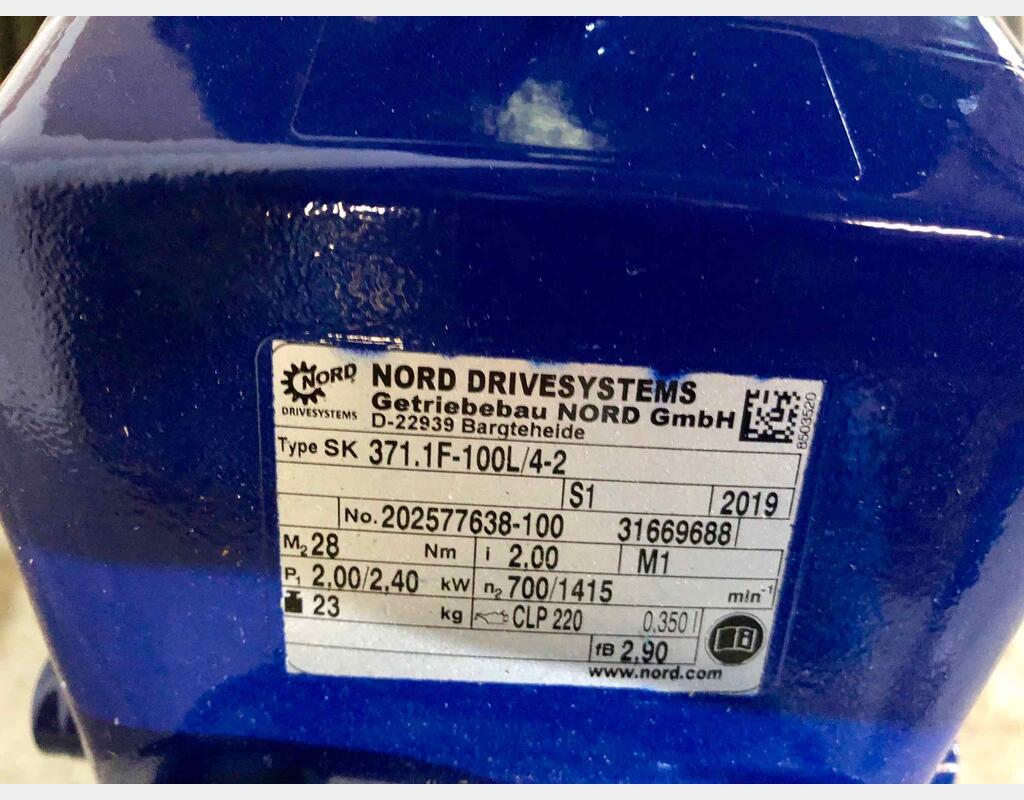 NORD
DRIVESYSTEMS
NORD DRIVESYSTEMS
Getriebebau NORD GmbH
D-22939 Bargteheide
8503520
Type SK 371.1F-100L/4-2
S1 2019
No. 202577638-100 31669688
M2 28 Nm i 2.00 M1
P1 2.00/2.40 kW n2 700/1415 min-1
23 kg CLP 220 0.350 l
fB 2.90
www.nord.com